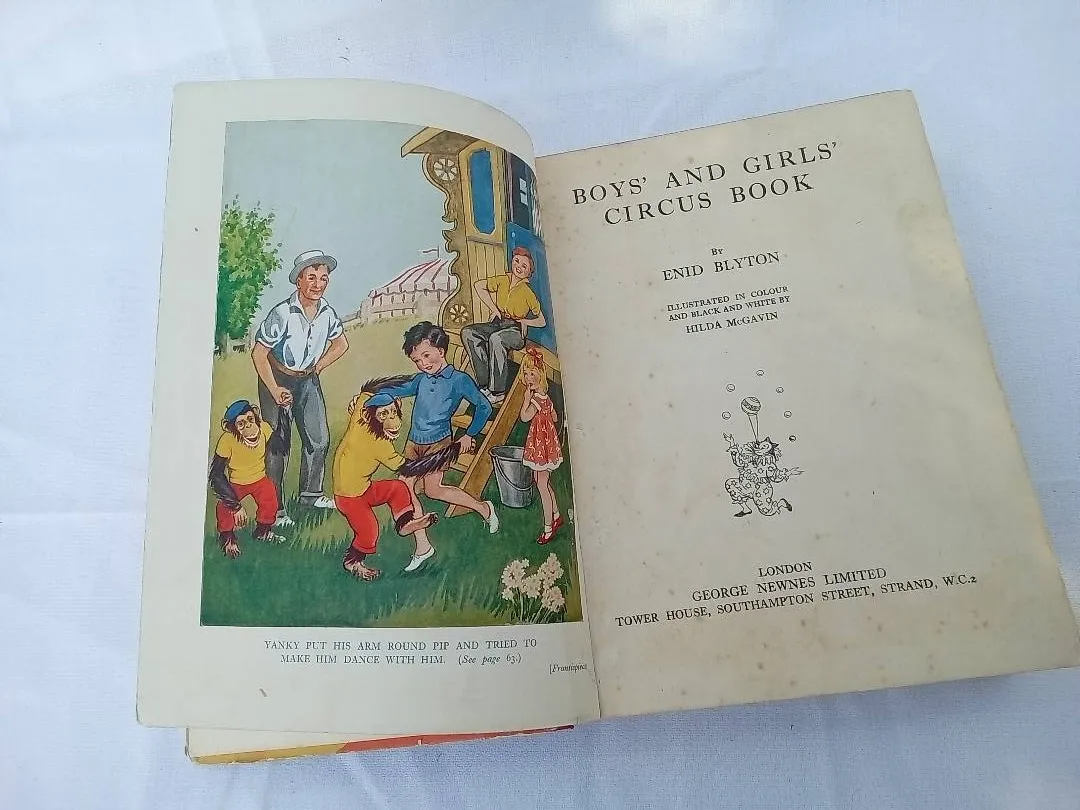 YANKY PUT HIS ARM ROUND PIP AND TRIED TO
MAKE HIM DANCE WITH HIM. (See page 63.)
[Frontispiece
BOYS' AND GIRLS'
CIRCUS BOOK
By
ENID BLYTON
ILLUSTRATED IN COLOUR
AND BLACK AND WHITE BY
HILDA McGAVIN
LONDON
GEORGE NEWNES LIMITED
TOWER HOUSE, SOUTHAMPTON STREET, STRAND, W.C.2